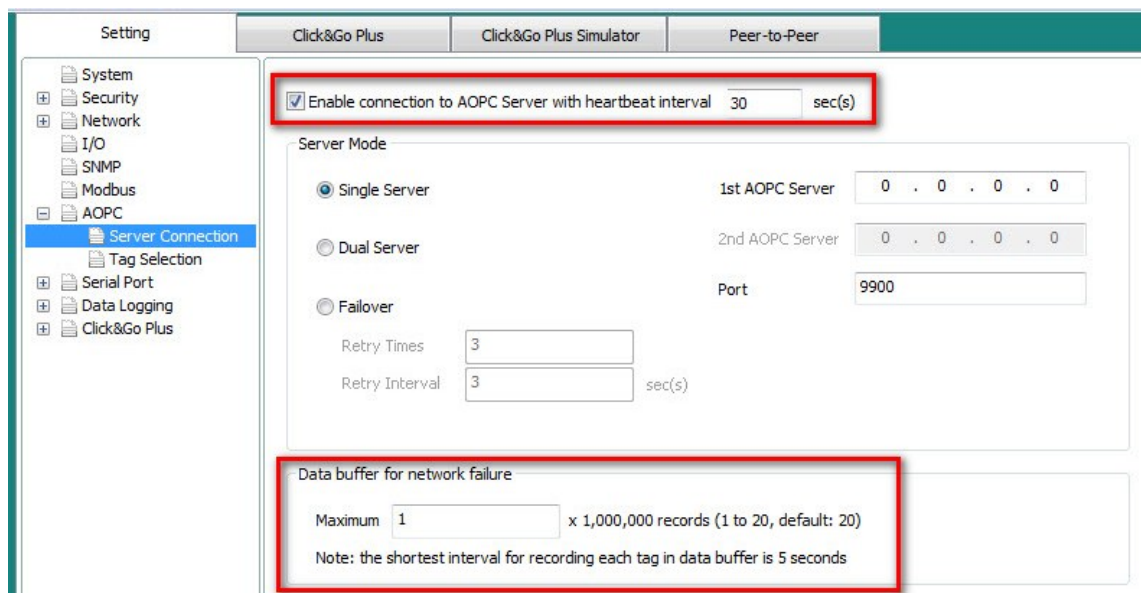 Setting
Click&Go Plus
Click&Go Plus Simulator
Peer-to-Peer
System
Security
Network
I/O
SNMP
Modbus
AOPC
Server Connection
Tag Selection
Serial Port
Data Logging
Click&Go Plus
Enable connection to AOPC Server with heartbeat interval 30 sec(s)
Server Mode
Single Server
1st AOPC Server 0 . 0 . 0 . 0
Dual Server
2nd AOPC Server 0 . 0 . 0 . 0
Port 9900
Failover
Retry Times 3
Retry Interval 3 sec(s)
Data buffer for network failure
Maximum 1 x 1,000,000 records (1 to 20, default: 20)
Note: the shortest interval for recording each tag in data buffer is 5 seconds